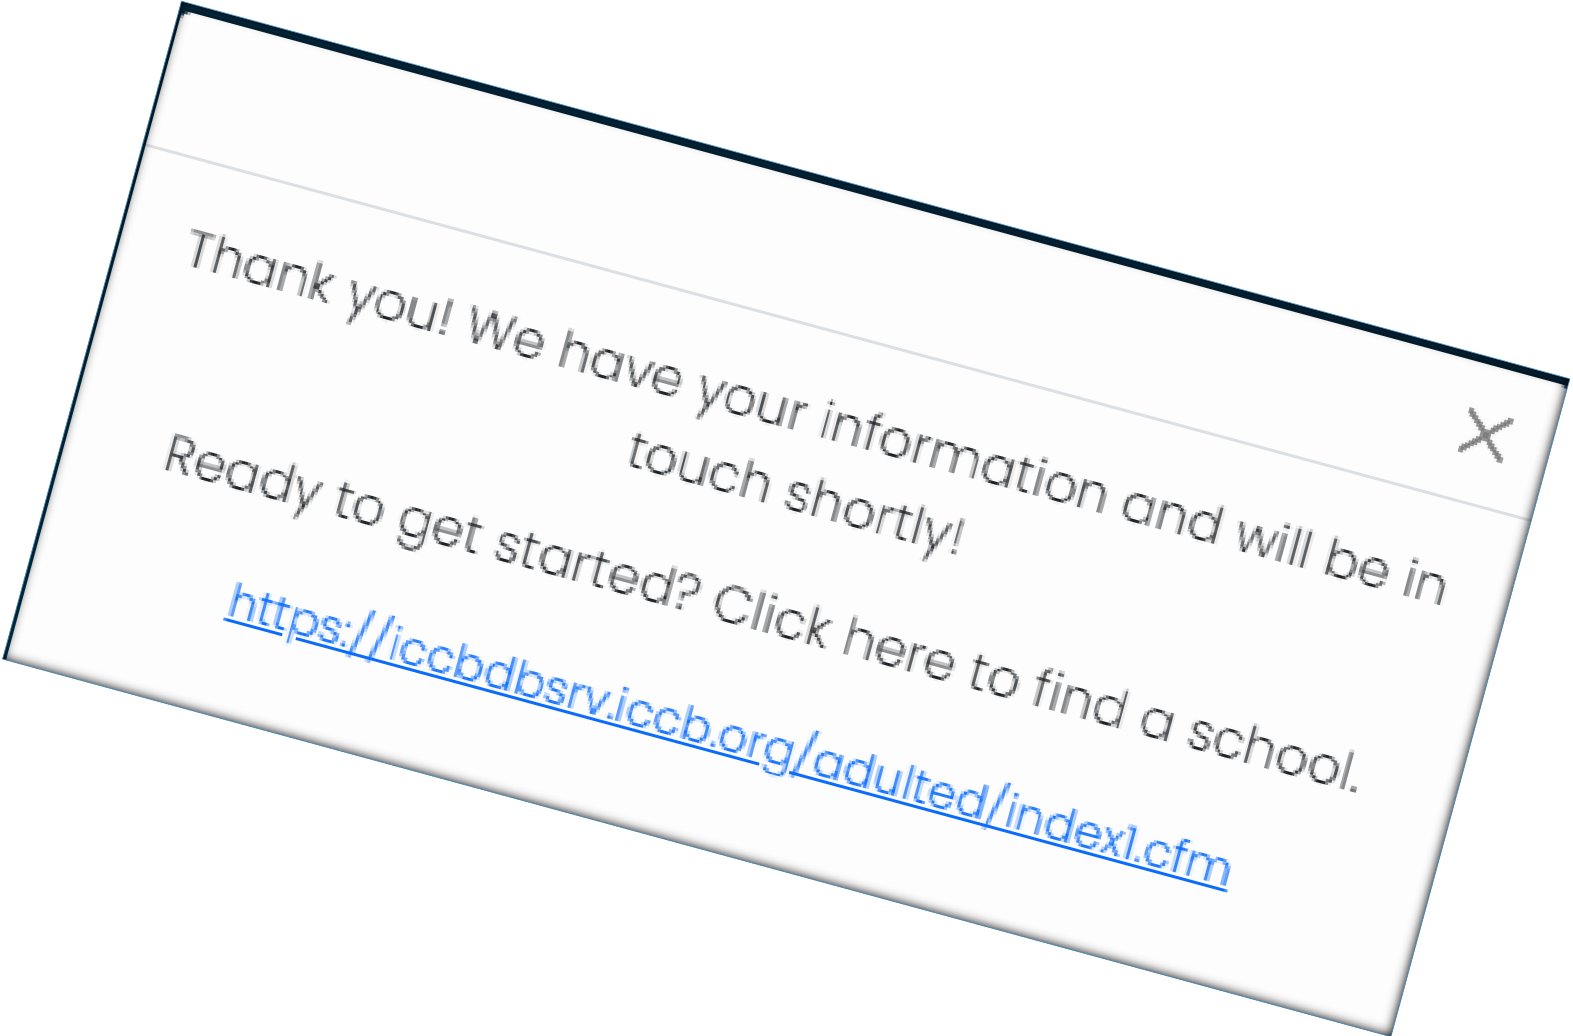 Thank you! We have your information and will be in
touch shortly!
Ready to get started? Click here to find a school.
https://iccbdbsrv.iccb.org/adulted/index1.cfm